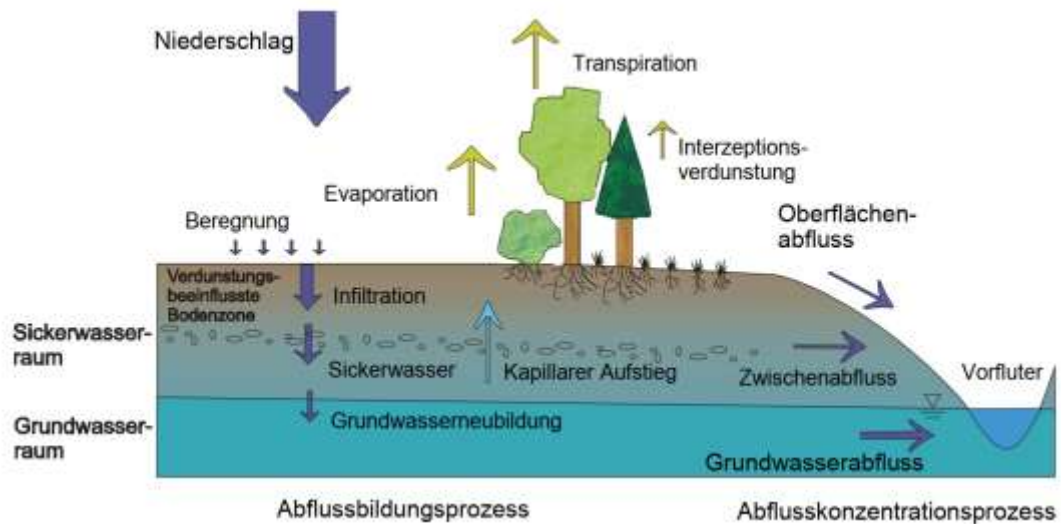 Niederschlag
Transpiration
Interzeptions-
verdunstung
Evaporation
Beregnung
Oberflächen-
abfluss
Verdunstungs-
beeinflusste
Bodenzone
Infiltration
Sickerwasser-
raum
Sickerwasser
Kapillarer Aufstieg
Zwischenabfluss
Vorfluter
Grundwasser-
raum
Grundwasserneubildung
Grundwasserabfluss
Abflussbildungsprozess
Abflusskonzentrationsprozess